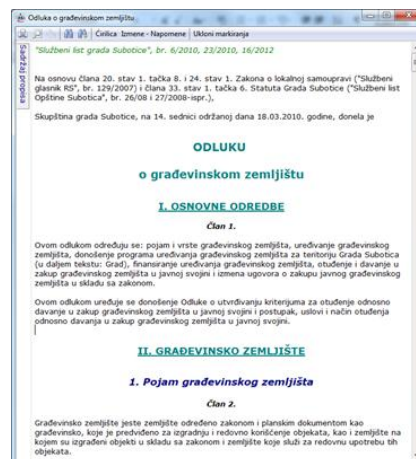 Odluka o građevinskom zemljištu
Ćirilica Izmene - Napomene Ukloni markiranja
Sadržaj propisa
"Službeni list grada Subotice", br. 6/2010, 23/2010, 16/2012
Na osnovu člana 20. stav 1. tačka 8. i 24. stav 1. Zakona o lokalnoj samoupravi ("Službeni
glasnik RS", br. 129/2007) i člana 33. stav 1. tačka 6. Statuta Grada Subotice ("Službeni list
Opštine Subotica", br. 26/08 i 27/2008-ispr.),
Skupština grada Subotice, na 14. sednici održanoj dana 18.03.2010. godine, donela je
ODLUKU
o građevinskom zemljištu
I. OSNOVNE ODREDBE
Član 1.
Ovom odlukom određuju se: pojam i vrste građevinskog zemljišta, uređivanje građevinskog
zemljišta, donošenje programa uređivanja građevinskog zemljišta za teritoriju Grada Subotica
(u daljem tekstu: Grad), finansiranje uređivanja građevinskog zemljišta, otuđenje i davanje u
zakup građevinskog zemljišta u javnoj svojini i izmena ugovora o zakupu javnog građevinskog
zemljišta u skladu sa zakonom.
Ovom odlukom uređuje se donošenje Odluke o utvrđivanju kriterijuma za otuđenje odnosno
davanje u zakup građevinskog zemljišta u javnoj svojini i postupak, uslovi i način otuđenja
odnosno davanja u zakup građevinskog zemljišta u javnoj svojini.
II. GRAĐEVINSKO ZEMLJIŠTE
1. Pojam građevinskog zemljišta
Član 2.
Građevinsko zemljište jeste zemljište određeno zakonom i planskim dokumentom kao
građevinsko, koje je predviđeno za izgradnju i redovno korišćenje objekata, kao i zemljište na
kojem su izgrađeni objekti u skladu sa zakonom i zemljište koje služi za redovnu upotrebu tih
objekata.